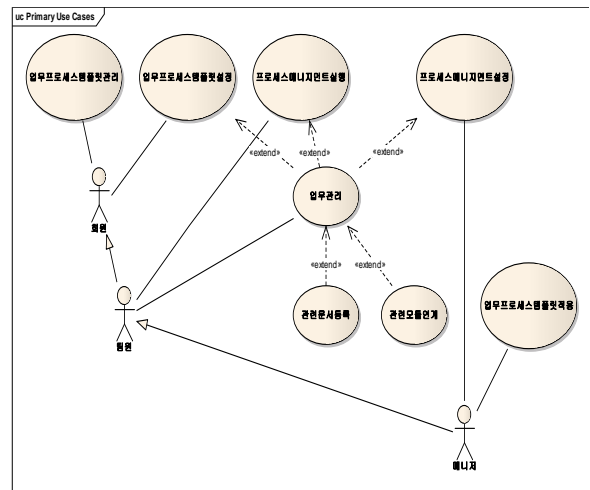 uc Primary Use Cases
업무프로세스템플릿관리
업무프로세스템플릿설정
프로세스매니지먼트실행
프로세스매니지먼트설정
«extend»
«extend»
«extend»
업무관리
회원
«extend»
«extend»
관련문서등록
관련모듈연계
업무프로세스템플릿적용
팀원
매니저